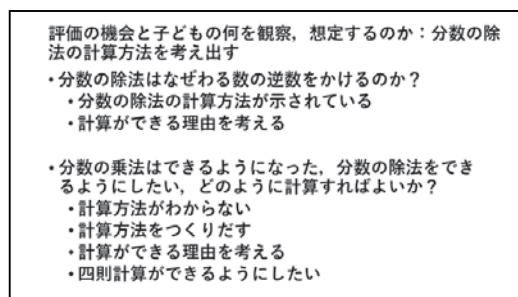 評価の機会と子どもの何を観察，想定するのか：分数の除
法の計算方法を考え出す
・分数の除法はなぜわる数の逆数をかけるのか？
・分数の除法の計算方法が示されている
・計算ができる理由を考える
・分数の乗法はできるようになった，分数の除法をでき
るようにしたい，どのように計算すればよいか？
・計算方法がわからない
・計算方法をつくりだす
・計算ができる理由を考える
・四則計算ができるようにしたい